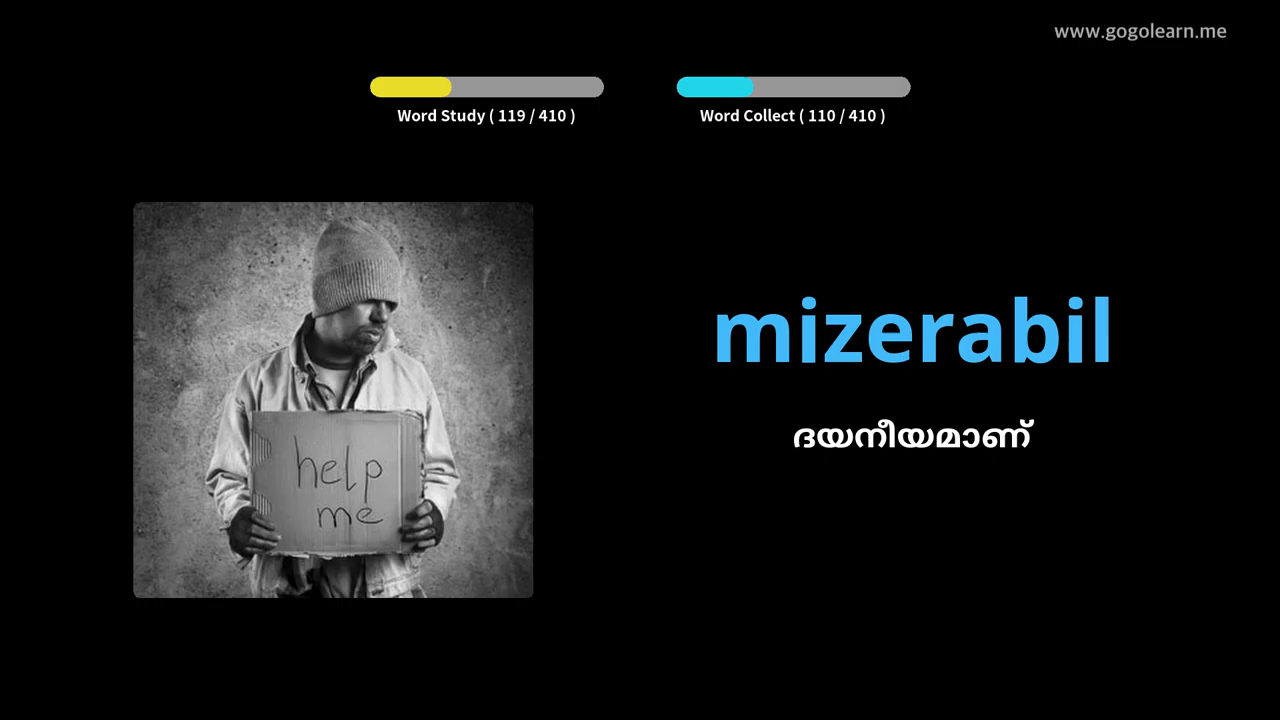 www.gogolearn.me
Word Study ( 119 / 410 )
Word Collect ( 110 / 410 )
help
me
mizerabil
ദയനീയമാണ്